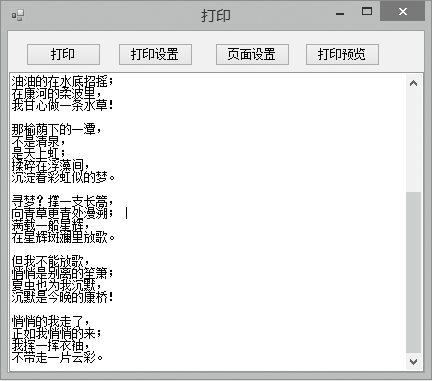 打印
打印
打印设置
页面设置
打印预览
油油的在水底招摇；
在康河的柔波里，
我甘心做一条水草！
那榆荫下的一潭，
不是清泉，
是天上虹；
揉碎在浮藻间，
沉淀着彩虹似的梦。
寻梦？撑一支长篙，
向青草更青处漫溯；
满载一船星辉，
在星辉斑斓里放歌。
但我不能放歌，
悄悄是别离的笙箫；
夏虫也为我沉默，
沉默是今晚的康桥！
悄悄的我走了，
正如我悄悄的来；
我挥一挥衣袖，
不带走一片云彩。